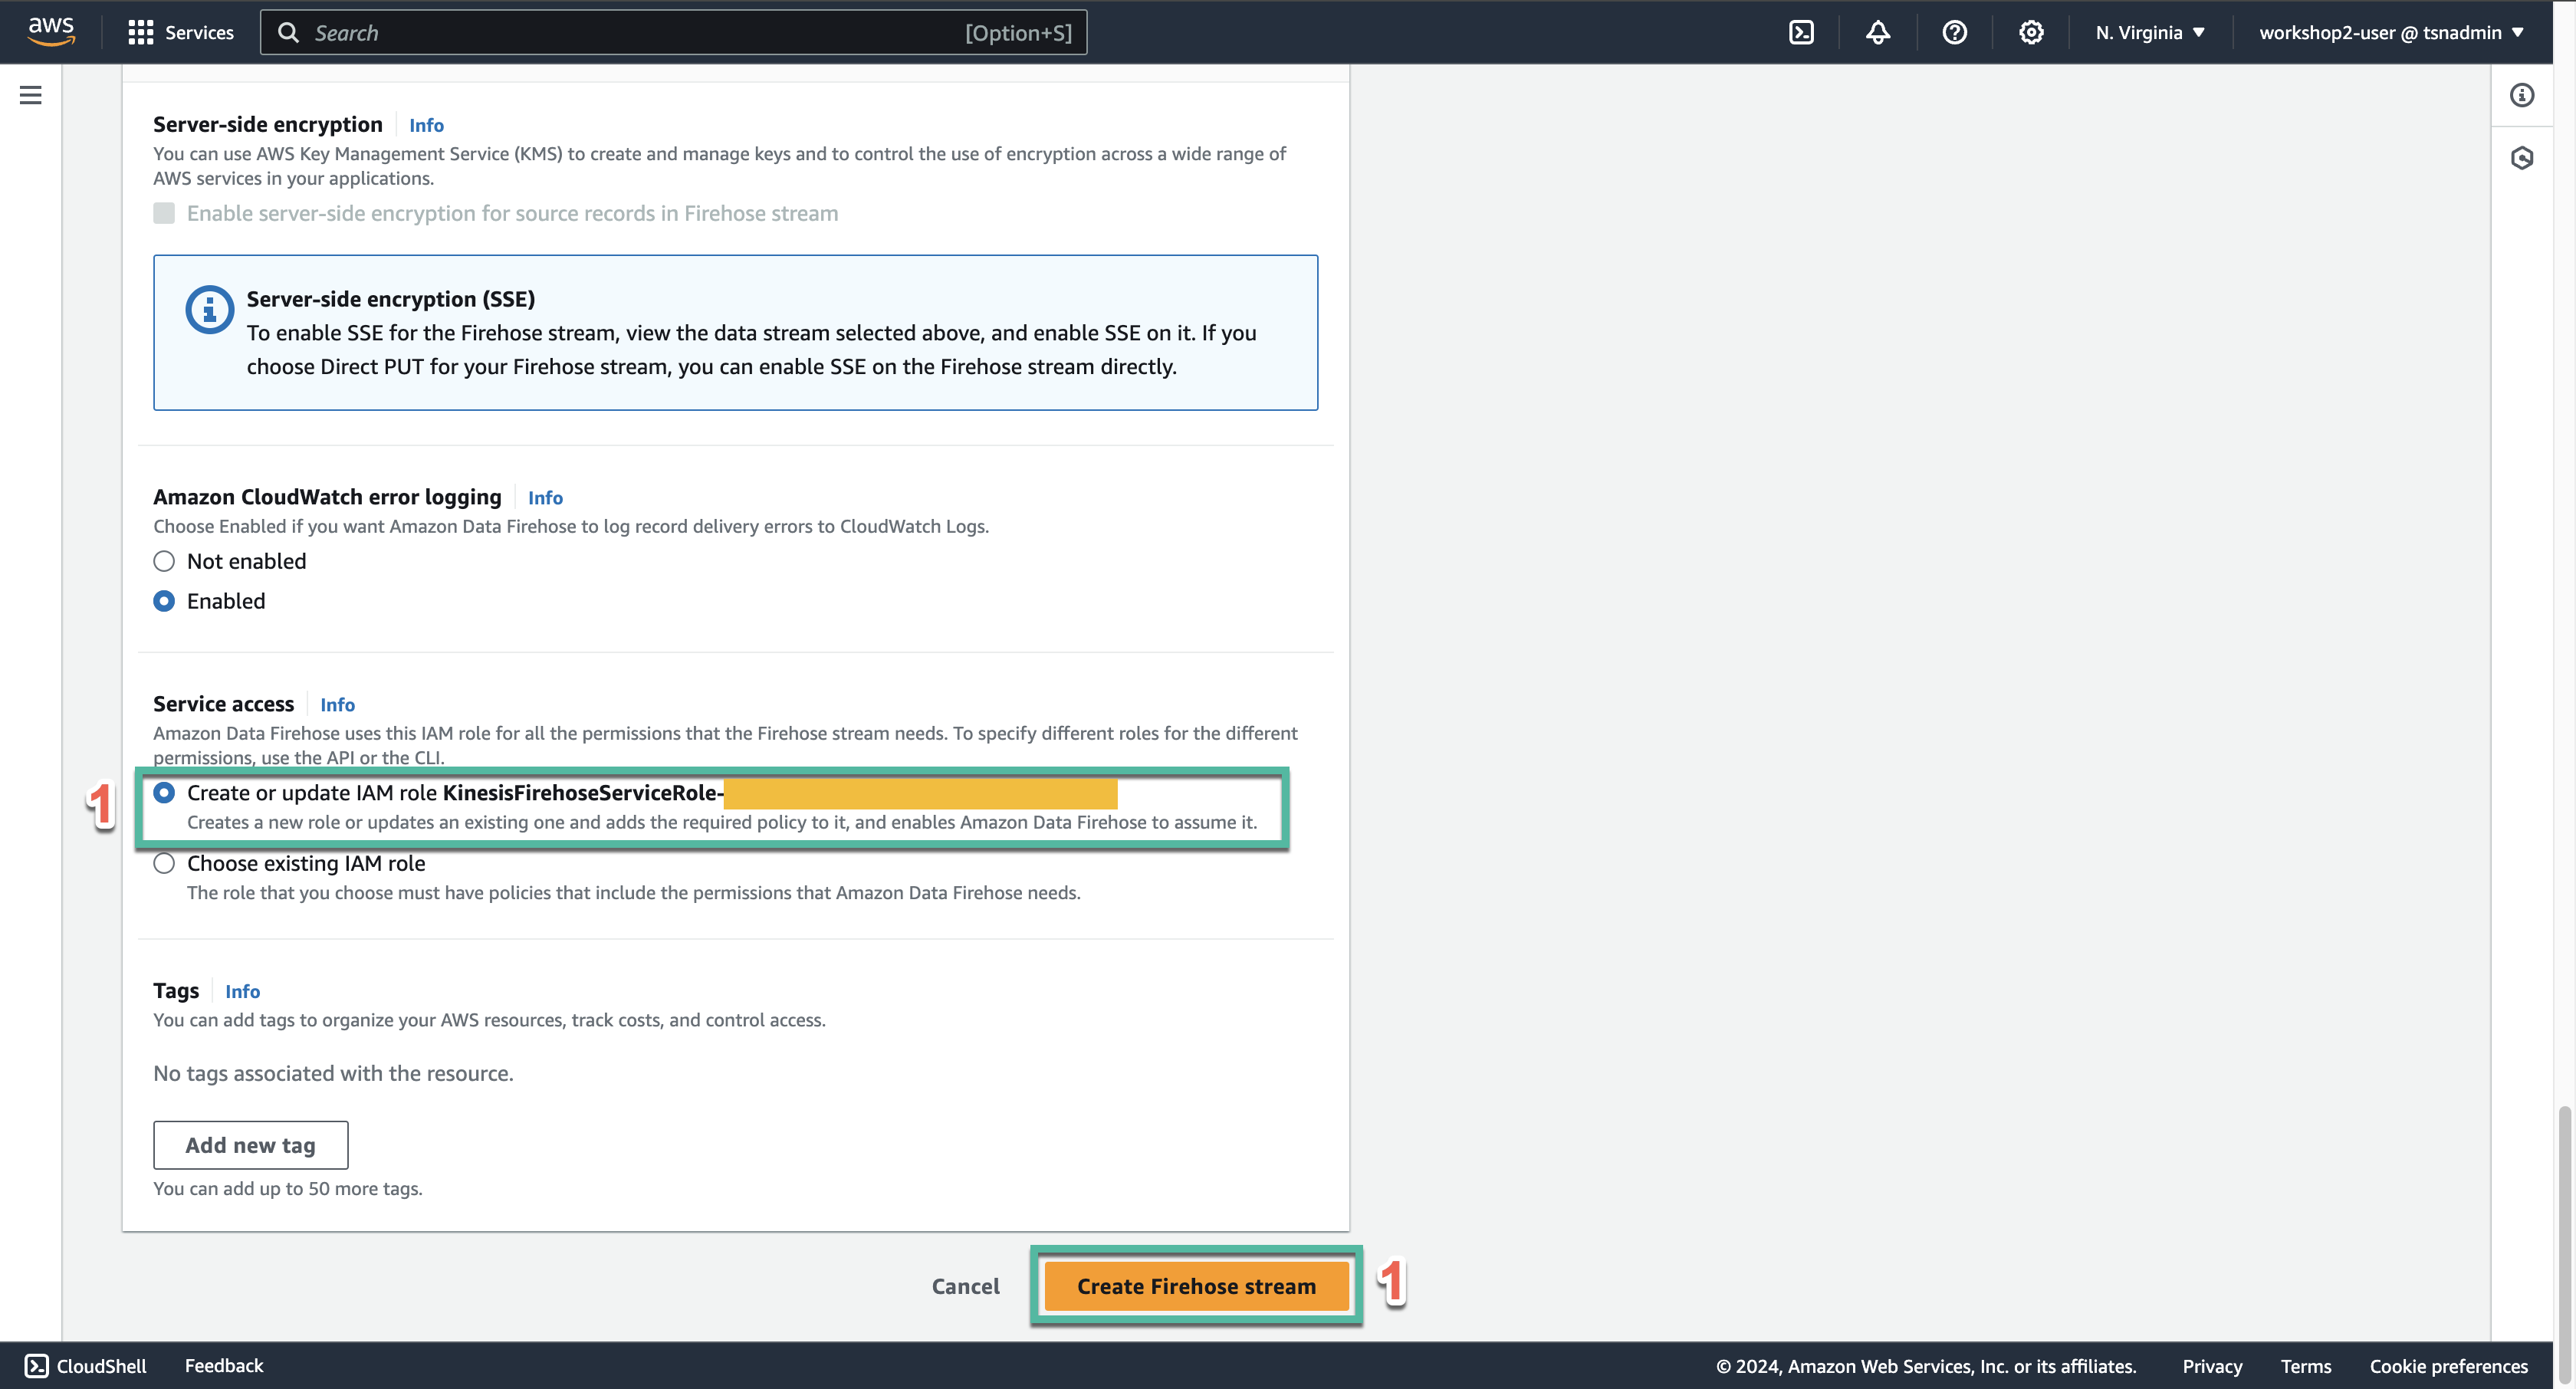 aws
Services
Search
[Option+S]
N. Virginia
workshop2-user @ tsnadmin
Server-side encryption
Info
You can use AWS Key Management Service (KMS) to create and manage keys and to control the use of encryption across a wide range of
AWS services in your applications.
Enable server-side encryption for source records in Firehose stream
Server-side encryption (SSE)
To enable SSE for the Firehose stream, view the data stream selected above, and enable SSE on it. If you
choose Direct PUT for your Firehose stream, you can enable SSE on the Firehose stream directly.
Amazon CloudWatch error logging
Info
Choose Enabled if you want Amazon Data Firehose to log record delivery errors to CloudWatch Logs.
Not enabled
Enabled
Service access
Info
Amazon Data Firehose uses this IAM role for all the permissions that the Firehose stream needs. To specify different roles for the different
permissions, use the API or the CLI.
1
Create or update IAM role KinesisFirehoseServiceRole-
Creates a new role or updates an existing one and adds the required policy to it, and enables Amazon Data Firehose to assume it.
Choose existing IAM role
The role that you choose must have policies that include the permissions that Amazon Data Firehose needs.
Tags
Info
You can add tags to organize your AWS resources, track costs, and control access.
No tags associated with the resource.
Add new tag
You can add up to 50 more tags.
Cancel
Create Firehose stream
1
CloudShell
Feedback
© 2024, Amazon Web Services, Inc. or its affiliates.
Privacy
Terms
Cookie preferences